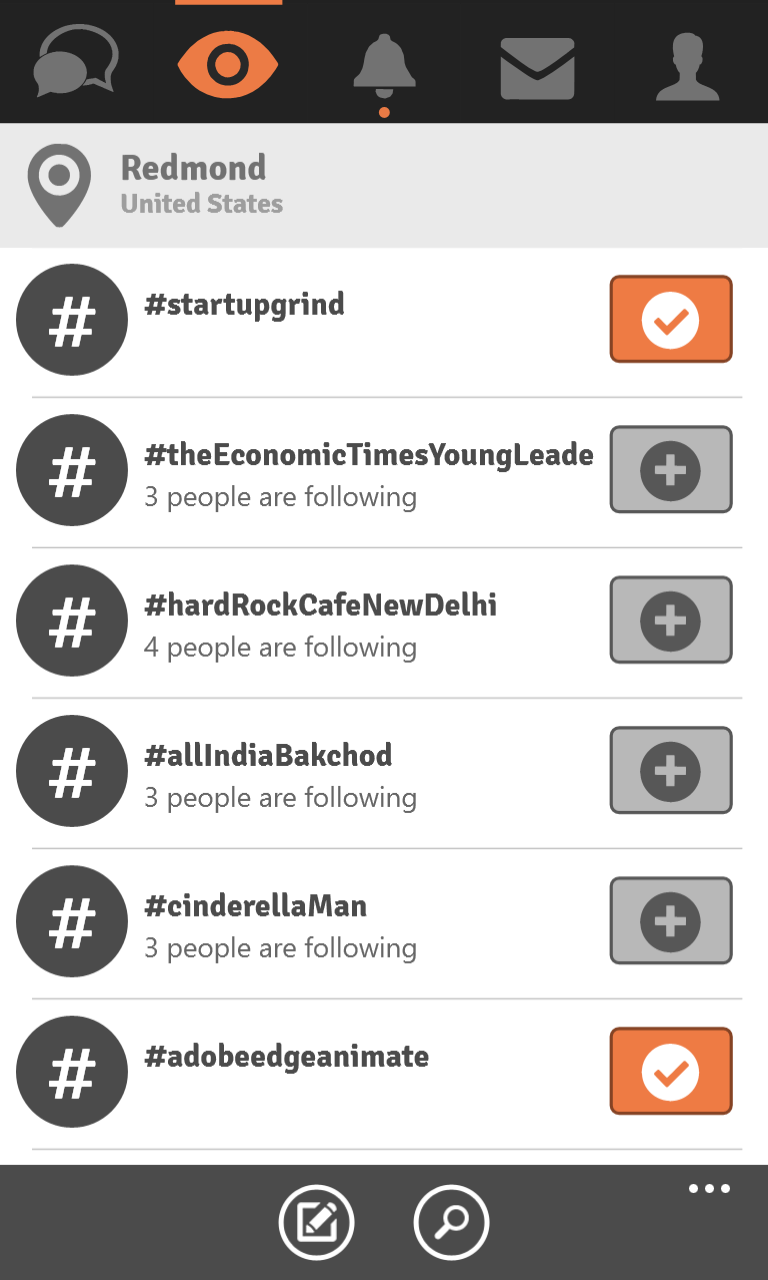 Redmond
United States
#startupgrind
#theEconomicTimesYoungLeade
3 people are following
#hardRockCafeNewDelhi
4 people are following
#allIndiaBakchod
3 people are following
#cinderellaMan
3 people are following
#adobeedgeanimate